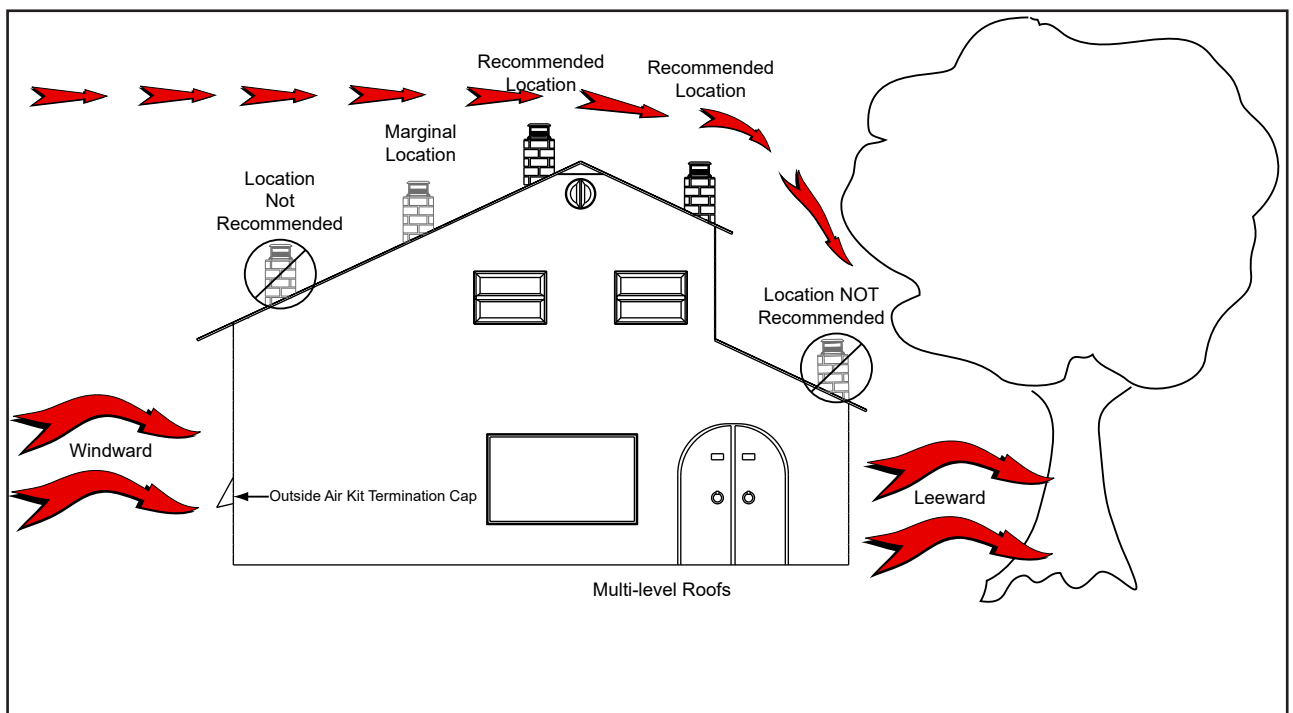 Recommended
Location
Recommended
Location
Marginal
Location
Location
Not
Recommended
Location NOT
Recommended
Windward
Outside Air Kit Termination Cap
Leeward
Multi-level Roofs